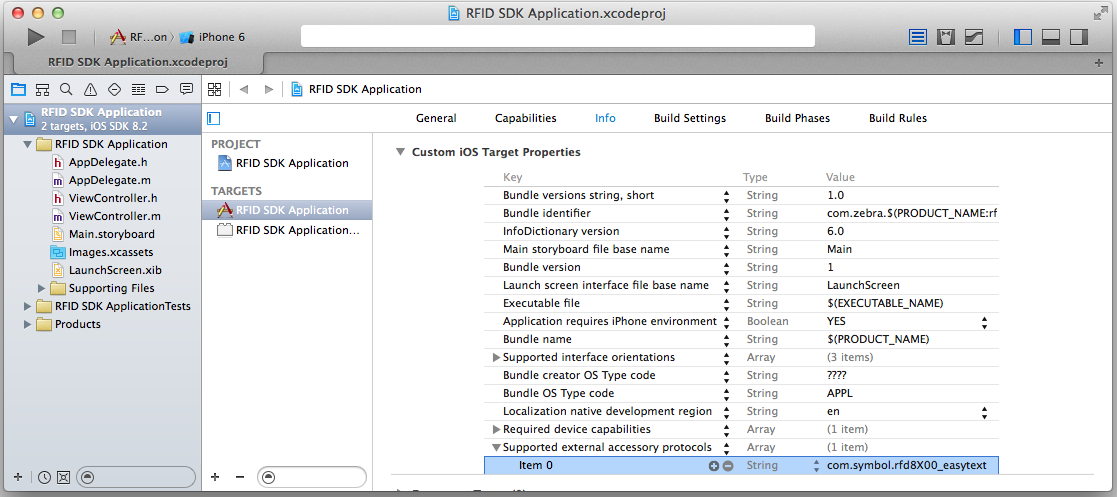 RFID SDK Application.xcodeproj
RF...on iPhone 6
RFID SDK Application.xcodeproj
RFID SDK Application
RFID SDK Application
2 targets, iOS SDK 8.2
RFID SDK Application
AppDelegate.h
AppDelegate.m
ViewController.h
ViewController.m
Main.storyboard
Images.xcassets
LaunchScreen.xib
Supporting Files
RFID SDK ApplicationTests
Products
PROJECT
RFID SDK Application
TARGETS
RFID SDK Application
RFID SDK Application...
General Capabilities Info Build Settings Build Phases Build Rules
Custom iOS Target Properties
Key Type Value
Bundle versions string, short String 1.0
Bundle identifier String com.zebra.$(PRODUCT_NAME:rf
InfoDictionary version String 6.0
Main storyboard file base name String Main
Bundle version String 1
Launch screen interface file base name String LaunchScreen
Executable file String $(EXECUTABLE_NAME)
Application requires iPhone environment Boolean YES
Bundle name String $(PRODUCT_NAME)
Supported interface orientations Array (3 items)
Bundle creator OS Type code String ????
Bundle OS Type code String APPL
Localization native development region String en
Required device capabilities Array (1 item)
Supported external accessory protocols Array (1 item)
Item 0 String com.symbol.rfd8X00_easytext